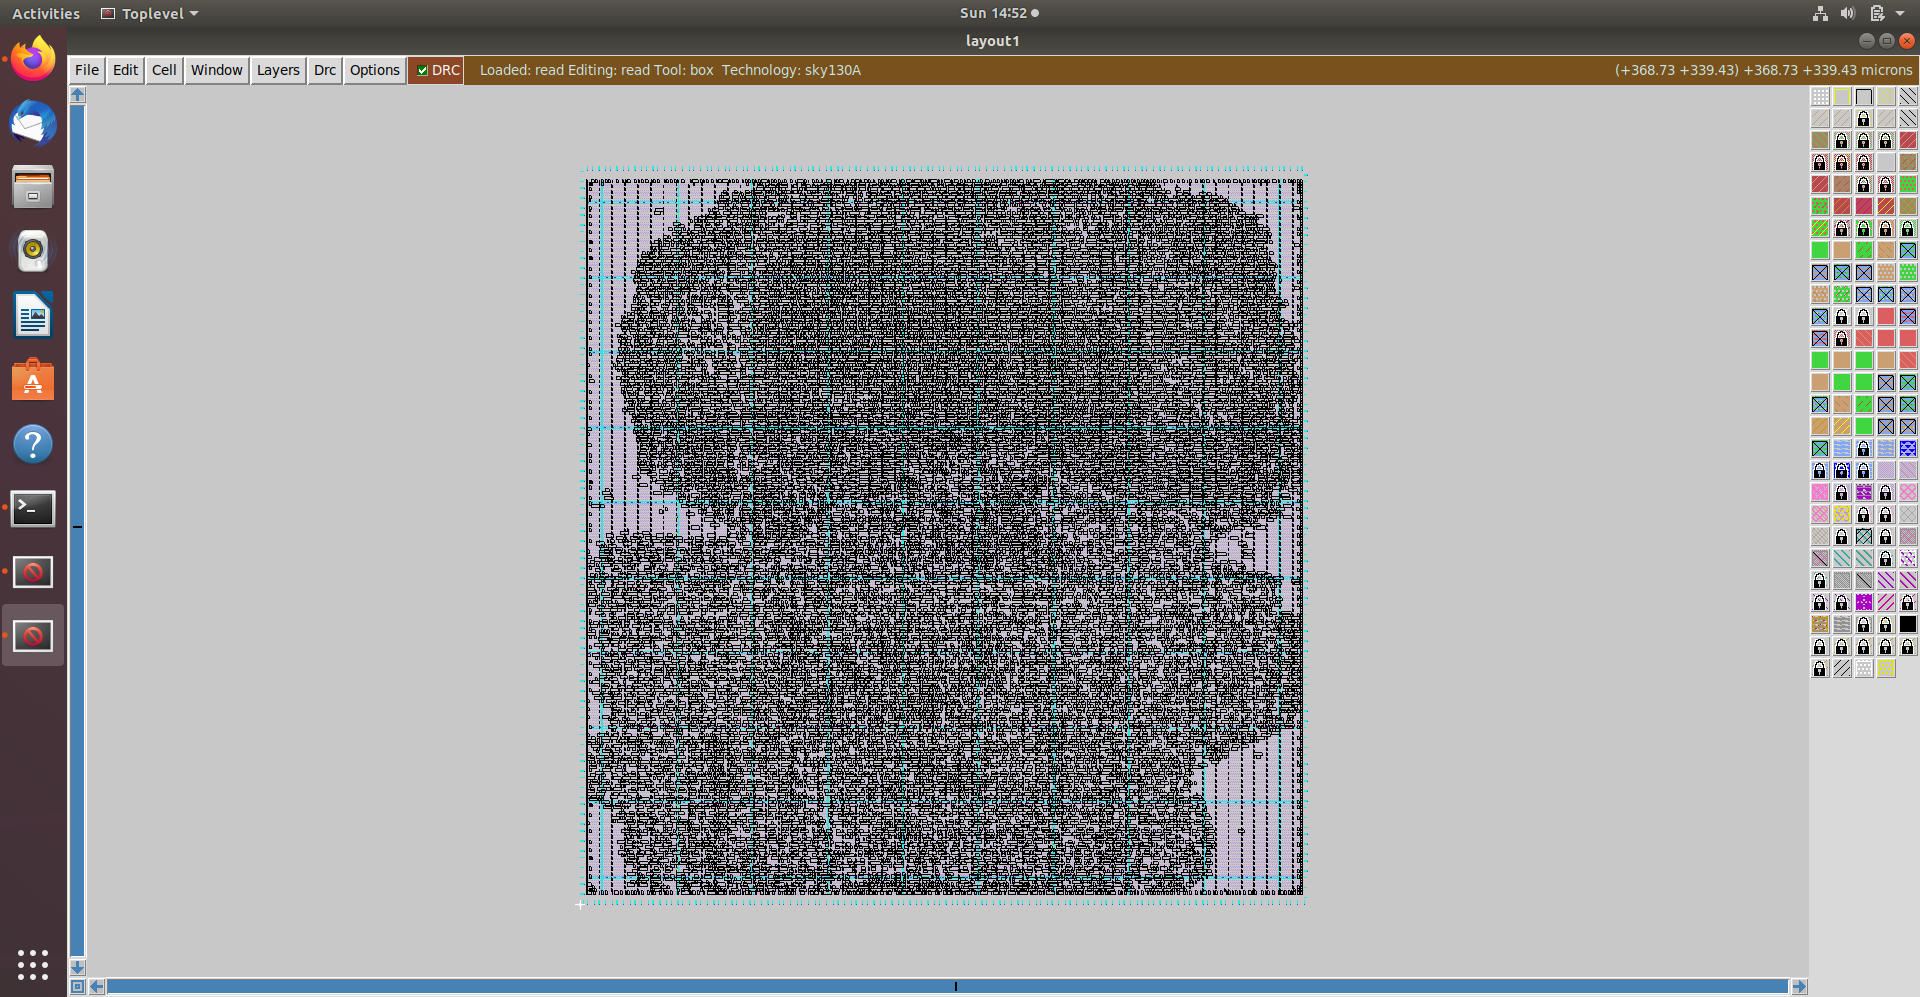 Activities Toplevel Sun 14:52
layout1
File Edit Cell Window Layers Drc Options DRC Loaded: read Editing: read Tool: box Technology: sky130A (+368.73 +339.43) +368.73 +339.43 microns